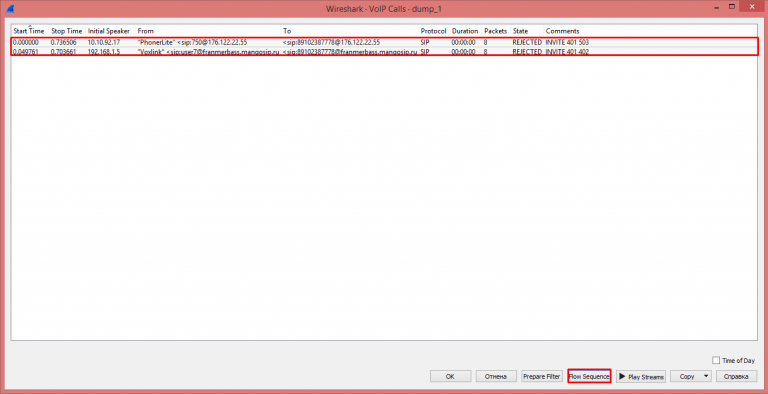 Wireshark - VoIP Calls - dump_1
Start Time Stop Time Initial Speaker From To Protocol Duration Packets State Comments
0.000000 0.736506 10.10.92.17 "PhonerLite" <sip:750@176.122.22.55 <sip:89102387778@176.122.22.55 SIP 00:00:00 8 REJECTED INVITE 401 503
0.049761 0.703661 192.168.1.5 "Voxlink" <sip:user7@franmerbass.mangosip.ru <sip:89102387778@franmerbass.mangosip.ru SIP 00:00:00 8 REJECTED INVITE 401 402
Time of Day
OK Отмена Prepare Filter Flow Sequence Play Streams Copy Справка